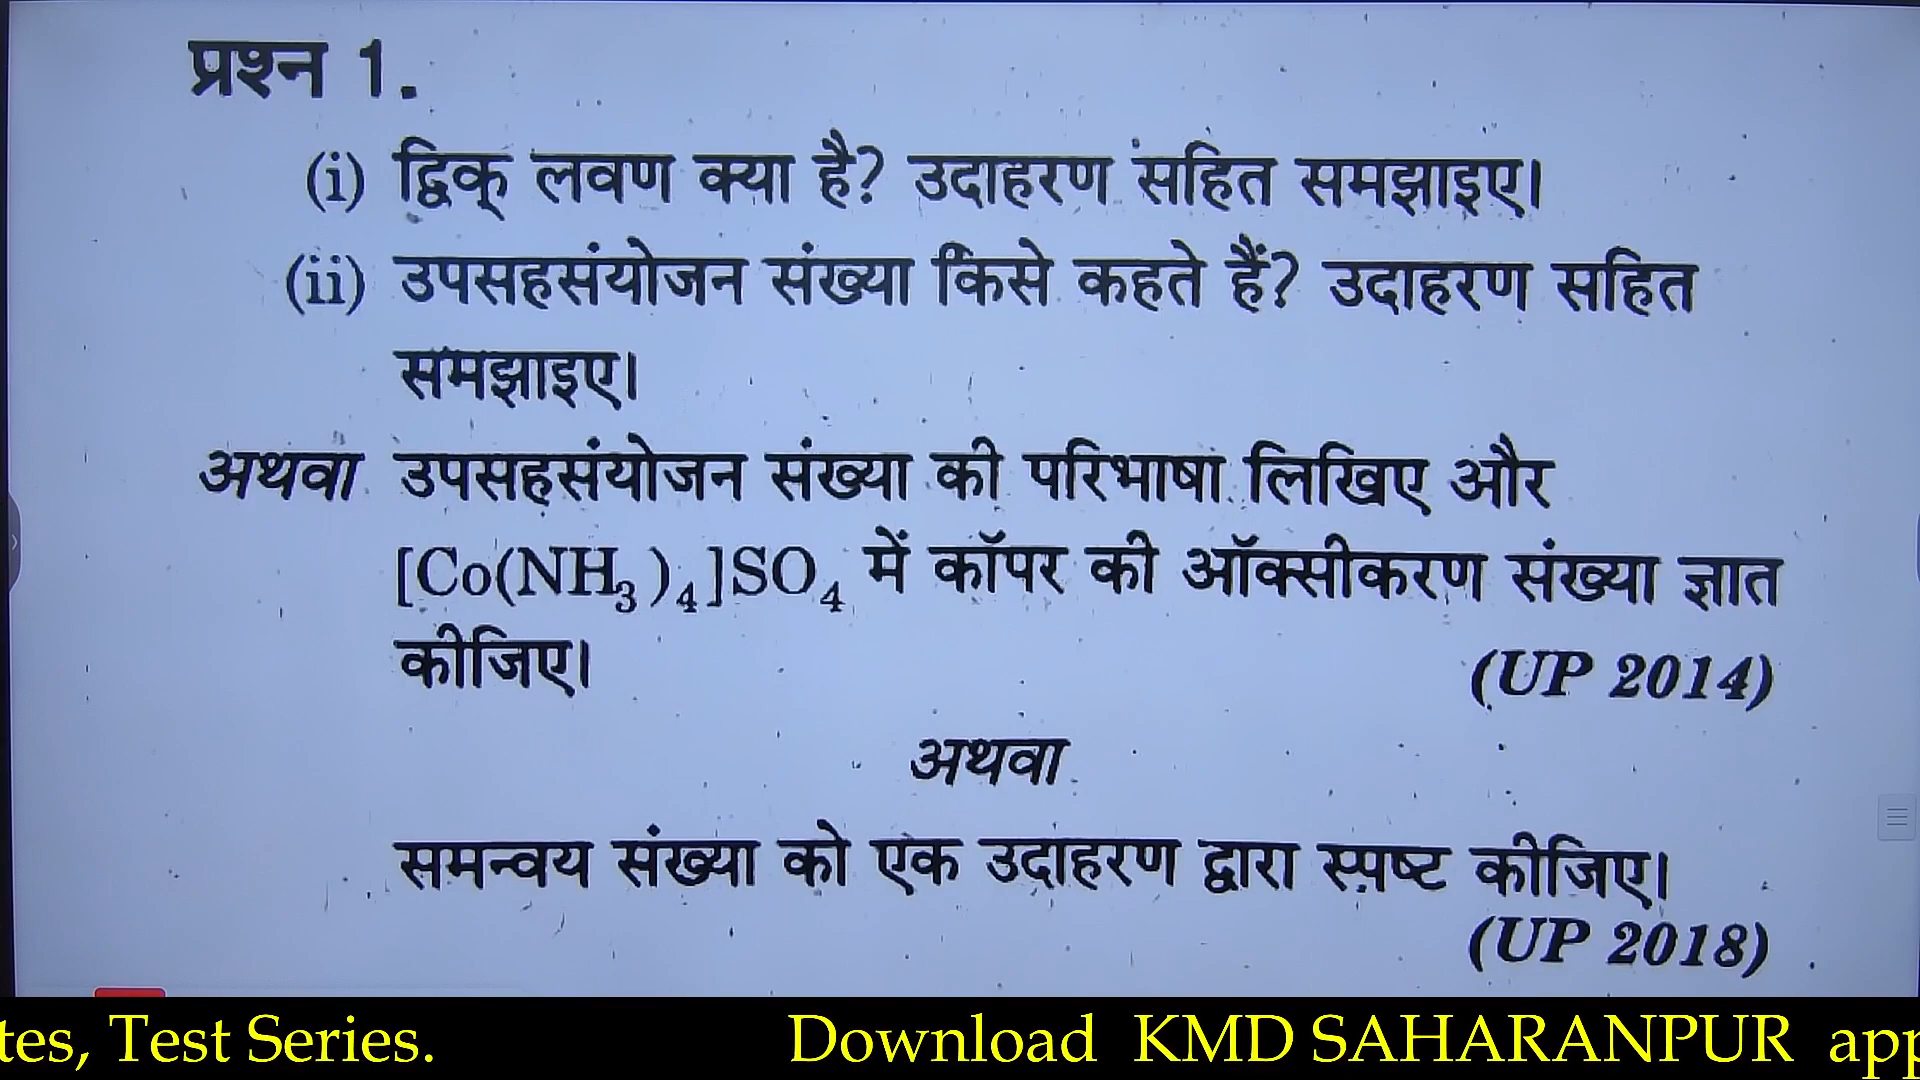 प्रश्न 1.
(i) द्विक् लवण क्या है? उदाहरण सहित समझाइए।
(ii) उपसहसंयोजन संख्या किसे कहते हैं? उदाहरण सहित
समझाइए।
अथवा उपसहसंयोजन संख्या की परिभाषा लिखिए और
[Co(NH₃)₄]SO₄ में कॉपर की ऑक्सीकरण संख्या ज्ञात
कीजिए। (UP 2014)
अथवा
समन्वय संख्या को एक उदाहरण द्वारा स्पष्ट कीजिए।
(UP 2018)
tes, Test Series. Download KMD SAHARANPUR app